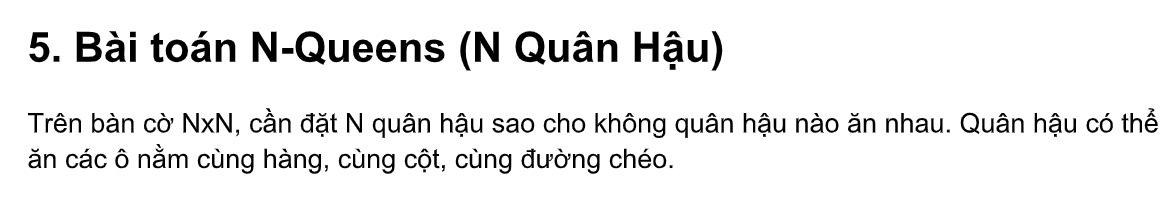 5. Bài toán N-Queens (N Quân Hậu)
Trên bàn cờ NxN, cần đặt N quân hậu sao cho không quân hậu nào ăn nhau. Quân hậu có thể
ăn các ô nằm cùng hàng, cùng cột, cùng đường chéo.